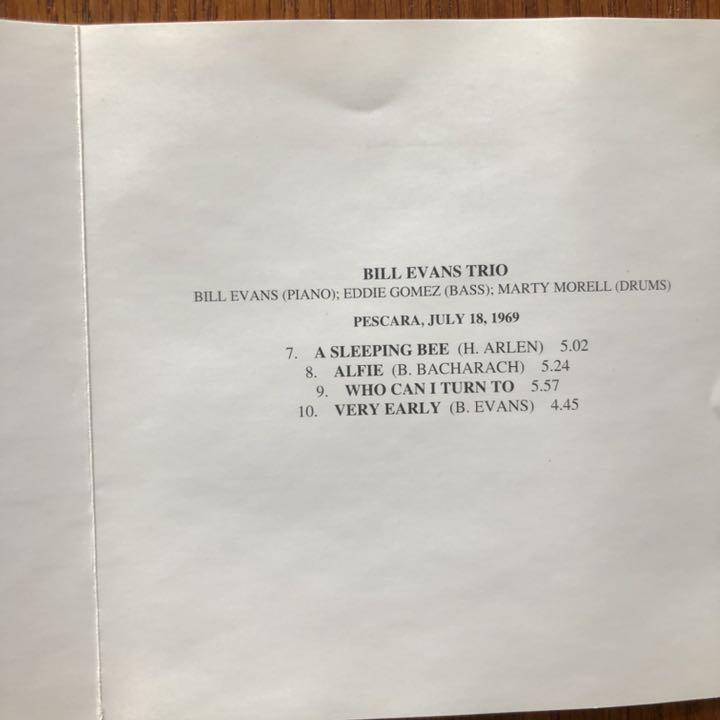 BILL EVANS TRIO
BILL EVANS (PIANO); EDDIE GOMEZ (BASS); MARTY MORELL (DRUMS)
PESCARA, JULY 18, 1969
7. A SLEEPING BEE (H. ARLEN) 5.02
8. ALFIE (B. BACHARACH) 5.24
9. WHO CAN I TURN TO 5.57
10. VERY EARLY (B. EVANS) 4.45